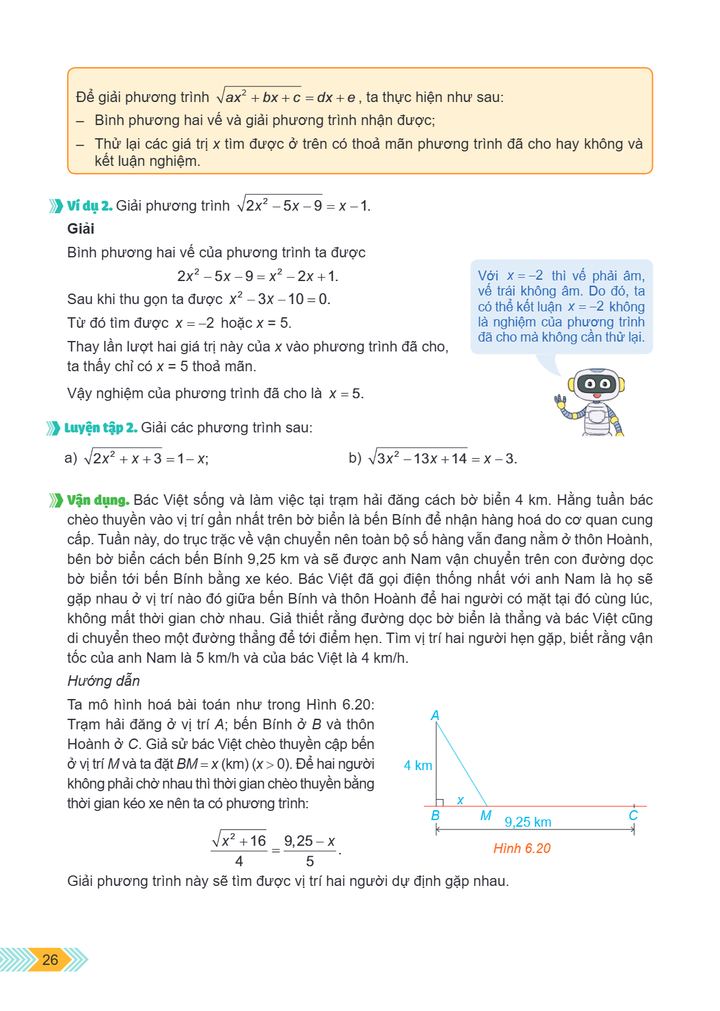 Để giải phương trình √(ax² + bx + c) = dx + e, ta thực hiện như sau:
– Bình phương hai vế và giải phương trình nhận được;
– Thử lại các giá trị x tìm được ở trên có thoả mãn phương trình đã cho hay không và
kết luận nghiệm.
Ví dụ 2. Giải phương trình √(2x² − 5x − 9) = x − 1.
Giải
Bình phương hai vế của phương trình ta được
2x² − 5x − 9 = x² − 2x + 1.
Sau khi thu gọn ta được x² − 3x − 10 = 0.
Từ đó tìm được x = −2 hoặc x = 5.
Thay lần lượt hai giá trị này của x vào phương trình đã cho,
ta thấy chỉ có x = 5 thoả mãn.
Vậy nghiệm của phương trình đã cho là x = 5.
Với x = −2 thì vế phải âm,
vế trái không âm. Do đó, ta
có thể kết luận x = −2 không
là nghiệm của phương trình
đã cho mà không cần thử lại.
Luyện tập 2. Giải các phương trình sau:
a) √(2x² + x + 3) = 1 − x; b) √(3x² − 13x + 14) = x − 3.
Vận dụng. Bác Việt sống và làm việc tại trạm hải đăng cách bờ biển 4 km. Hằng tuần bác
chèo thuyền vào vị trí gần nhất trên bờ biển là bến Bính để nhận hàng hoá do cơ quan cung
cấp. Tuần này, do trục trặc về vận chuyển nên toàn bộ số hàng vẫn đang nằm ở thôn Hoành,
bên bờ biển cách bến Bính 9,25 km và sẽ được anh Nam vận chuyển trên con đường dọc
bờ biển tới bến Bính bằng xe kéo. Bác Việt đã gọi điện thống nhất với anh Nam là họ sẽ
gặp nhau ở vị trí nào đó giữa bến Bính và thôn Hoành để hai người có mặt tại đó cùng lúc,
không mất thời gian chờ nhau. Giả thiết rằng đường dọc bờ biển là thẳng và bác Việt cũng
di chuyển theo một đường thẳng để tới điểm hẹn. Tìm vị trí hai người hẹn gặp, biết rằng vận
tốc của anh Nam là 5 km/h và của bác Việt là 4 km/h.
Hướng dẫn
Ta mô hình hoá bài toán như trong Hình 6.20:
Trạm hải đăng ở vị trí A; bến Bính ở B và thôn
Hoành ở C. Giả sử bác Việt chèo thuyền cập bến
ở vị trí M và ta đặt BM = x (km) (x > 0). Để hai người
không phải chờ nhau thì thời gian chèo thuyền bằng
thời gian kéo xe nên ta có phương trình:
√(x² + 16)/4 = (9,25 − x)/5.
A
4 km
x
B M C
9,25 km
Hình 6.20
Giải phương trình này sẽ tìm được vị trí hai người dự định gặp nhau.
26